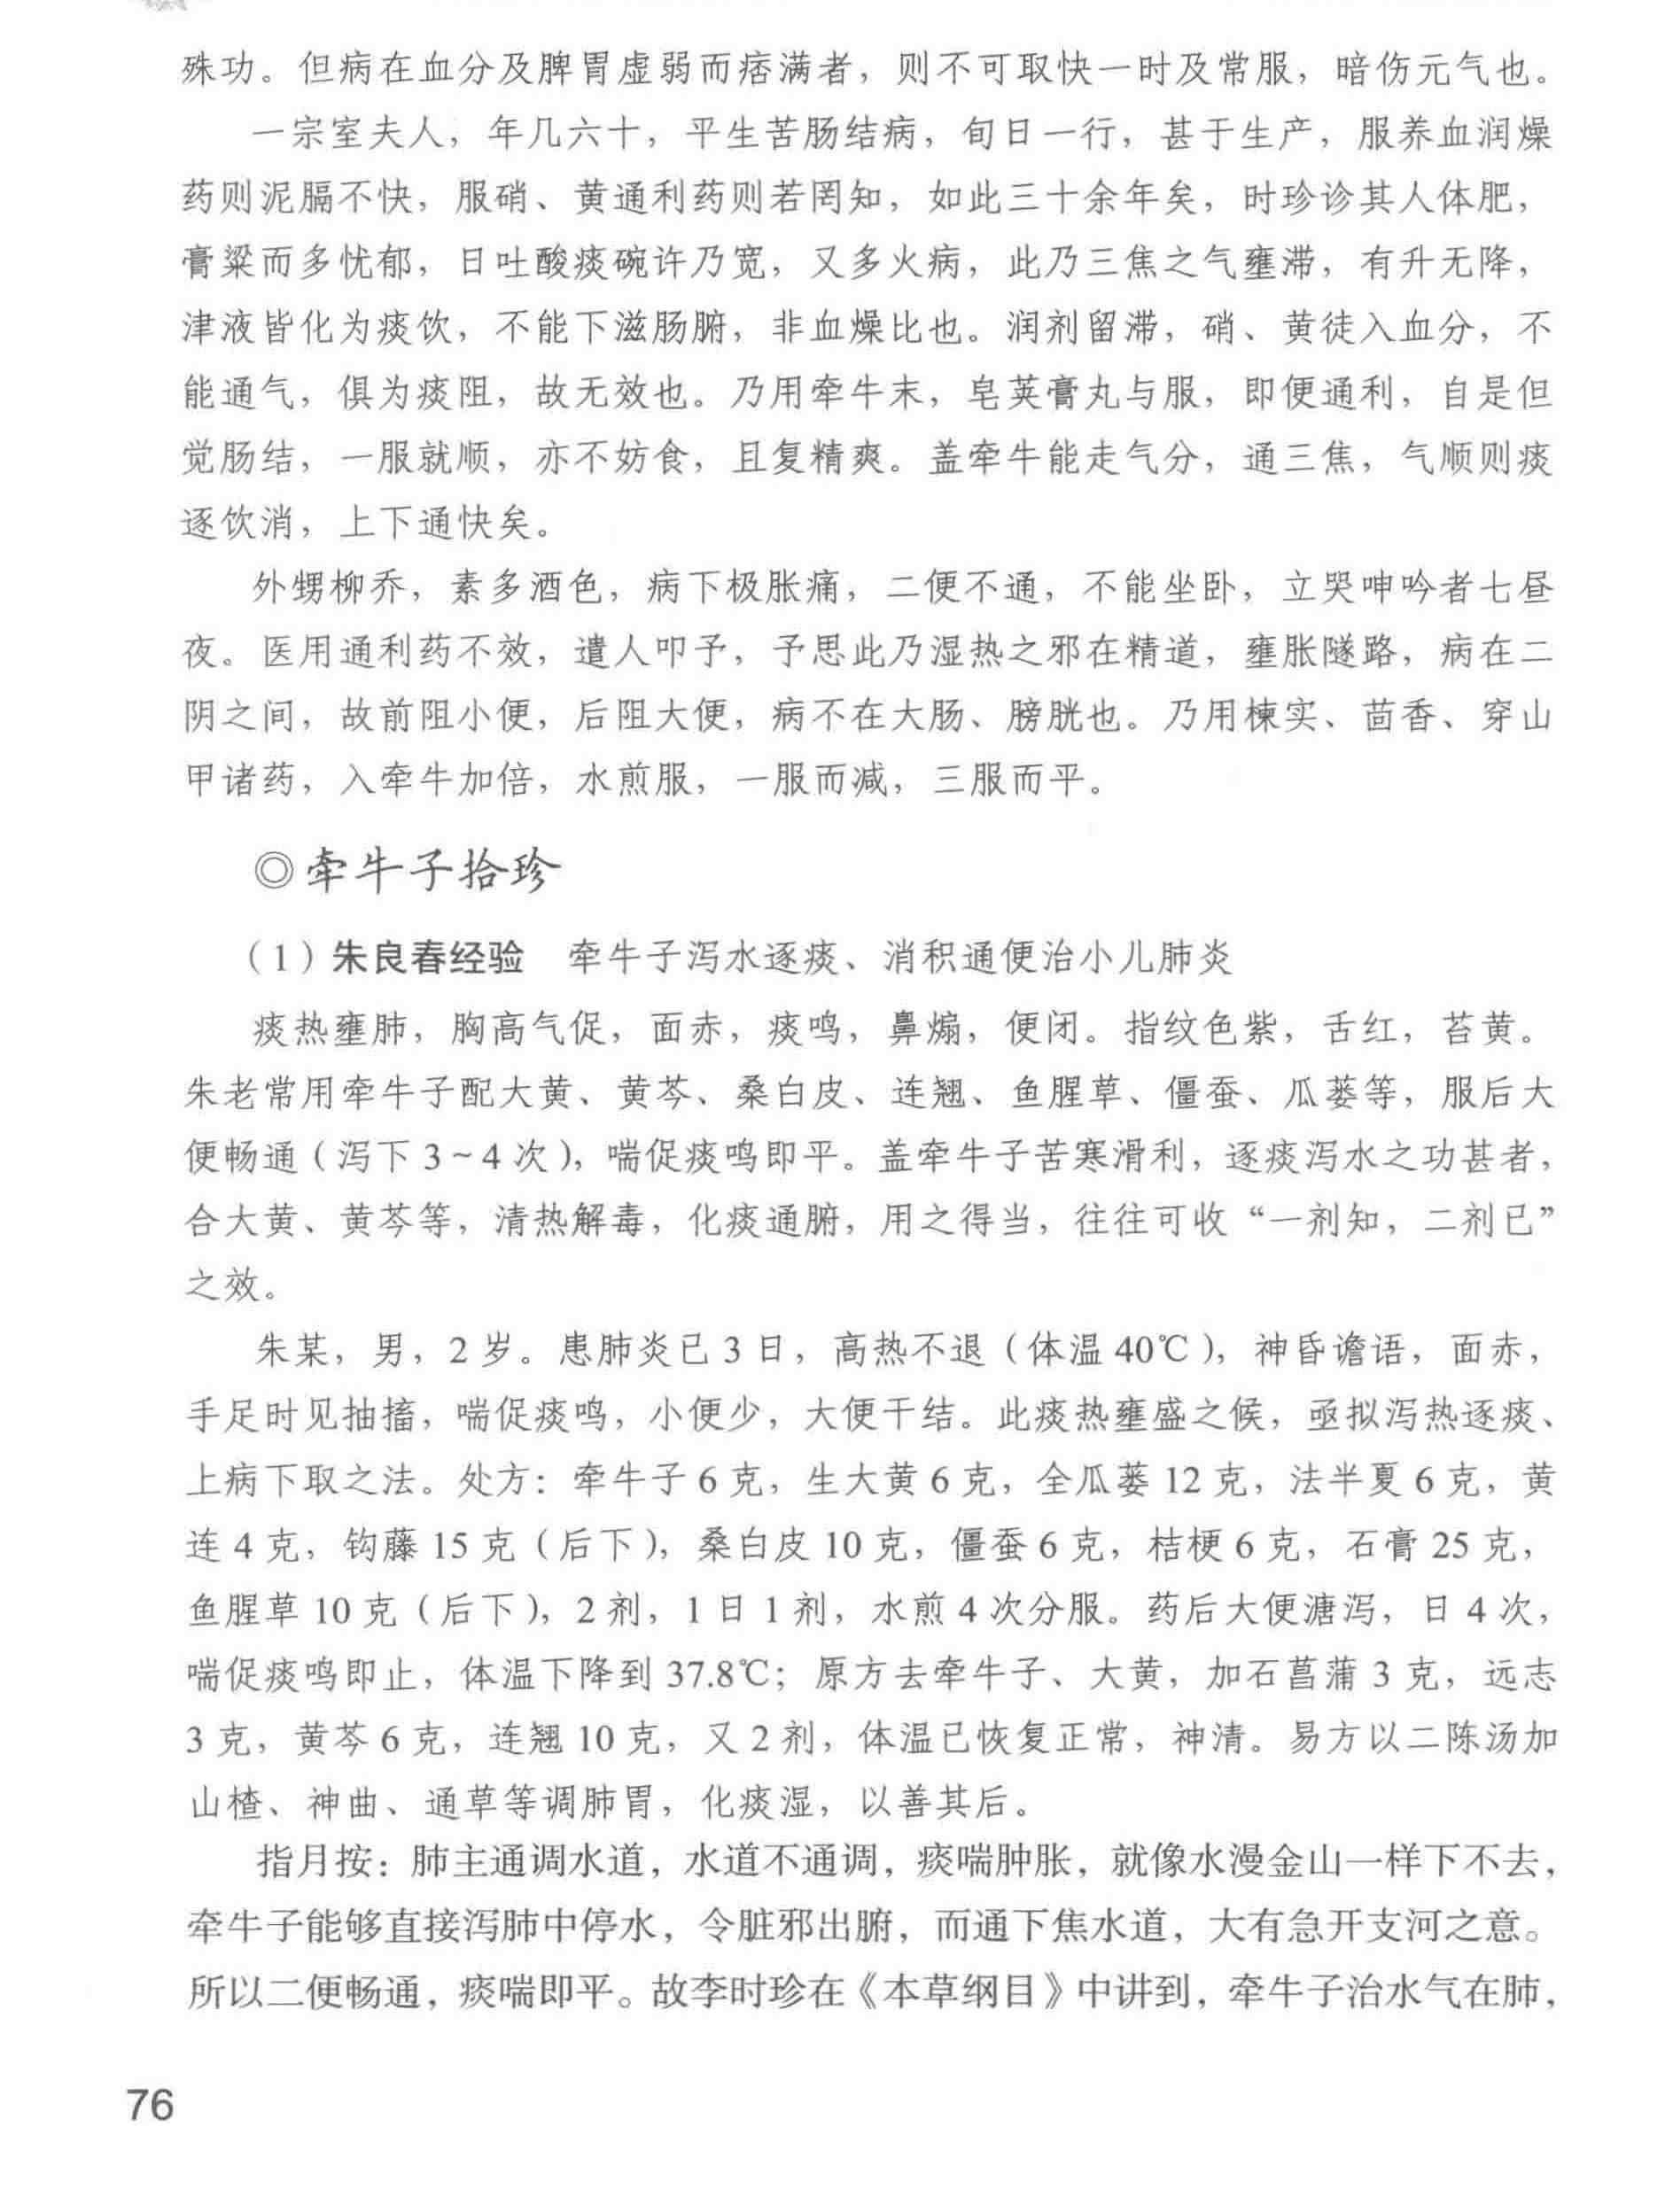 殊功。但病在血分及脾胃虚弱而痞满者，则不可取快一时及常服，暗伤元气也。
一宗室夫人，年几六十，平生苦肠结病，旬日一行，甚于生产，服养血润燥
药则泥膈不快，服硝、黄通利药则若罔知，如此三十余年矣，时珍诊其人体肥，
膏粱而多忧郁，日吐酸痰碗许乃宽，又多火病，此乃三焦之气壅滞，有升无降，
津液皆化为痰饮，不能下滋肠腑，非血燥比也。润剂留滞，硝、黄徒入血分，不
能通气，俱为痰阻，故无效也。乃用牵牛末，皂荚膏丸与服，即便通利，自是但
觉肠结，一服就顺，亦不妨食，且复精爽。盖牵牛能走气分，通三焦，气顺则痰
逐饮消，上下通快矣。
外甥柳乔，素多酒色，病下极胀痛，二便不通，不能坐卧，立哭呻吟者七昼
夜。医用通利药不效，遣人叩予，予思此乃湿热之邪在精道，壅胀隧路，病在二
阴之间，故前阻小便，后阻大便，病不在大肠、膀胱也。乃用楝实、茴香、穿山
甲诸药，入牵牛加倍，水煎服，一服而减，三服而平。
◎牵牛子拾珍
（1）朱良春经验　牵牛子泻水逐痰、消积通便治小儿肺炎
痰热壅肺，胸高气促，面赤，痰鸣，鼻煽，便闭。指纹色紫，舌红，苔黄。
朱老常用牵牛子配大黄、黄芩、桑白皮、连翘、鱼腥草、僵蚕、瓜蒌等，服后大
便畅通（泻下 3～4 次），喘促痰鸣即平。盖牵牛子苦寒滑利，逐痰泻水之功甚者，
合大黄、黄芩等，清热解毒，化痰通腑，用之得当，往往可收“一剂知，二剂已”
之效。
朱某，男，2 岁。患肺炎已 3 日，高热不退（体温 40℃），神昏谵语，面赤，
手足时见抽搐，喘促痰鸣，小便少，大便干结。此痰热壅盛之候，亟拟泻热逐痰、
上病下取之法。处方：牵牛子 6 克，生大黄 6 克，全瓜蒌 12 克，法半夏 6 克，黄
连 4 克，钩藤 15 克（后下），桑白皮 10 克，僵蚕 6 克，桔梗 6 克，石膏 25 克，
鱼腥草 10 克（后下），2 剂，1 日 1 剂，水煎 4 次分服。药后大便溏泻，日 4 次，
喘促痰鸣即止，体温下降到 37.8℃；原方去牵牛子、大黄，加石菖蒲 3 克，远志
3 克，黄芩 6 克，连翘 10 克，又 2 剂，体温已恢复正常，神清。易方以二陈汤加
山楂、神曲、通草等调肺胃，化痰湿，以善其后。
指月按：肺主通调水道，水道不通调，痰喘肿胀，就像水漫金山一样下不去，
牵牛子能够直接泻肺中停水，令脏邪出腑，而通下焦水道，大有急开支河之意。
所以二便畅通，痰喘即平。故李时珍在《本草纲目》中讲到，牵牛子治水气在肺，
76